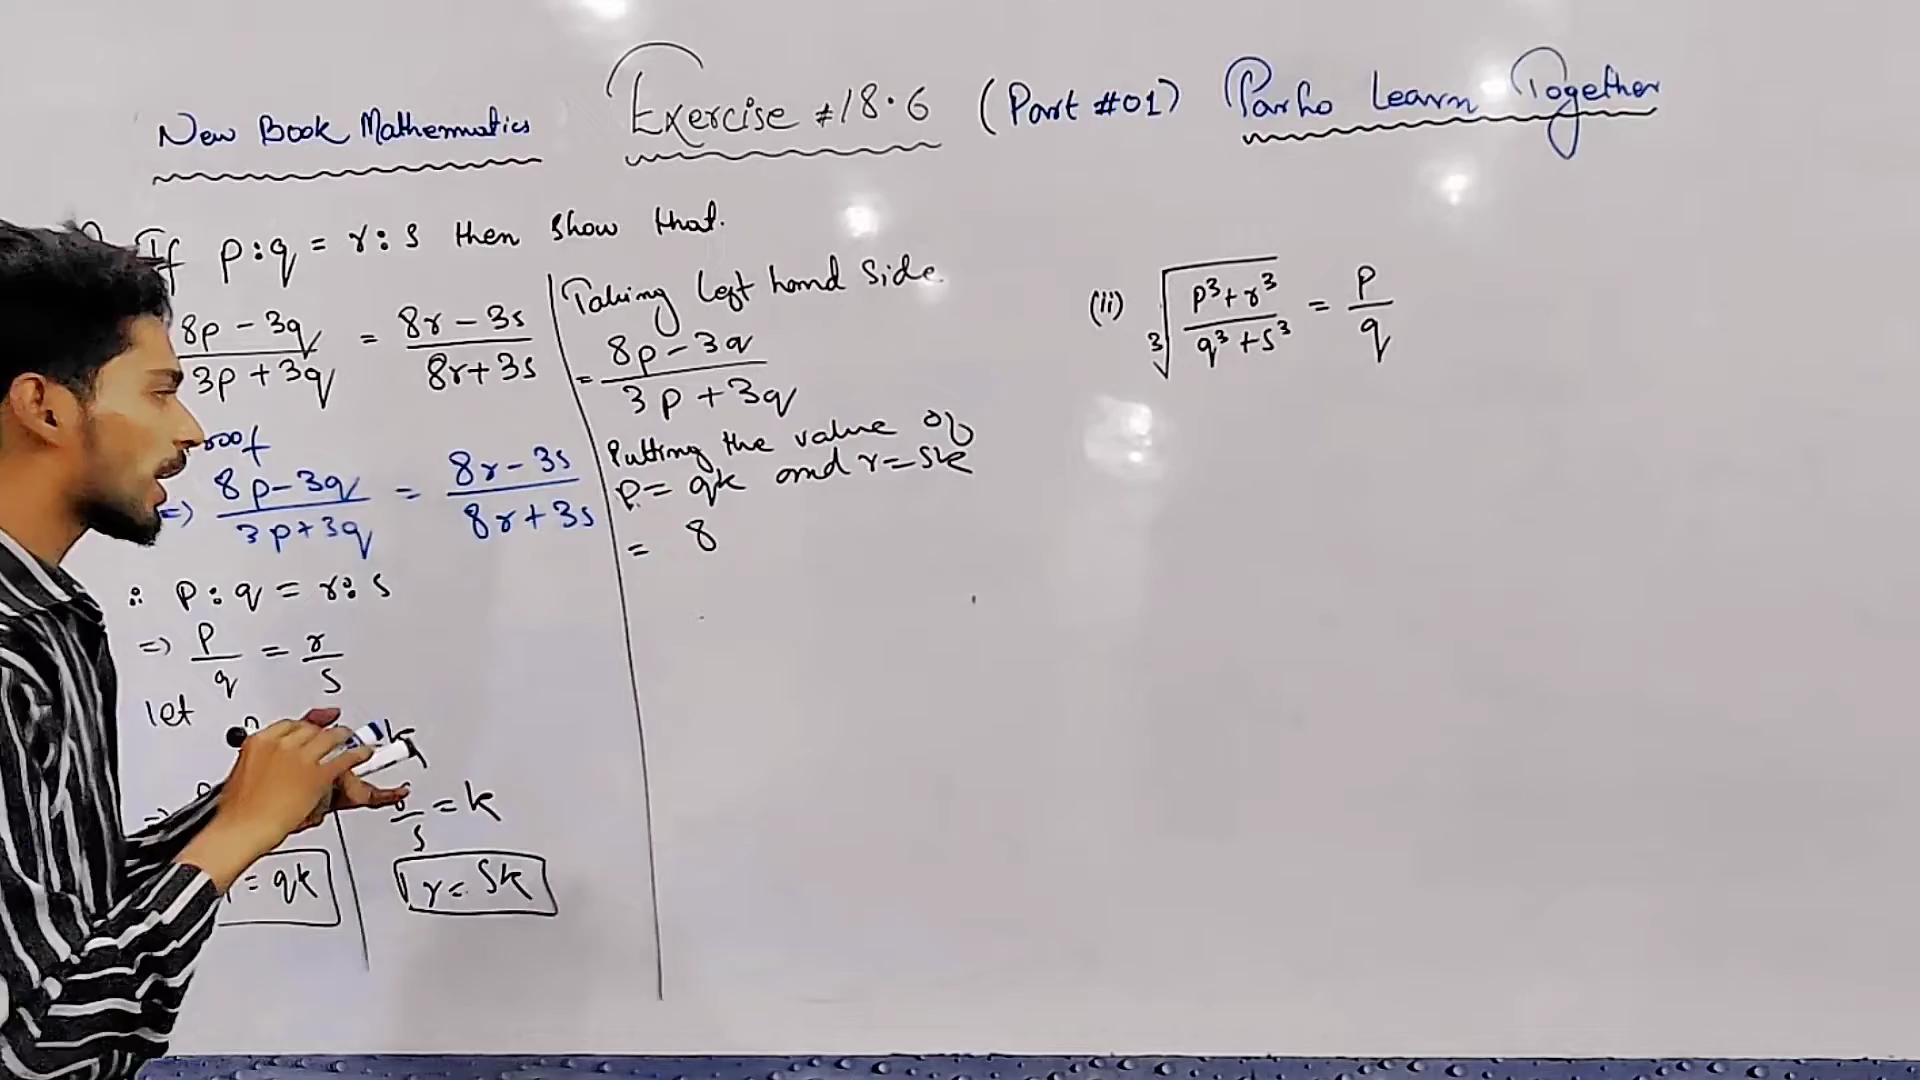 New Book Mathematics Exercise #18.6 (Part #01) Parho Learn Together
If p:q = r:s then show that.
8p-3q/3p+3q = 8r-3s/8r+3s
roof
=> 8p-3q/3p+3q = 8r-3s/8r+3s
∴ p:q = r:s
=> p/q = r/s
let k
/s = k
= qk
r = sk
Taking left hand side
= 8p-3q/3p+3q
Putting the value of
p = qk and r = sk
= 8
(ii) ∛(p³+r³/q³+s³) = p/q